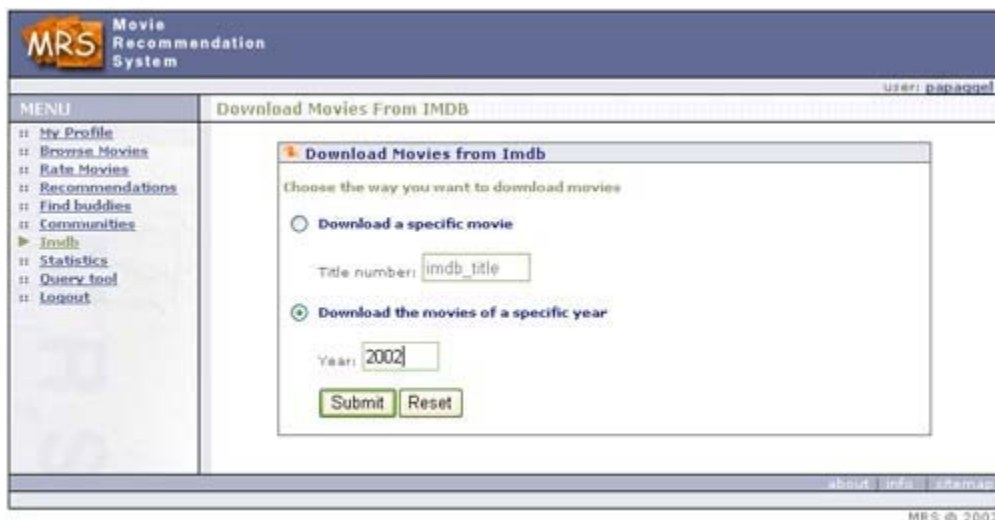 MRS Movie
Recommendation
System
user: papaggel
MENU
Download Movies From IMDB
:: My Profile
:: Browse Movies
:: Rate Movies
:: Recommendations
:: Find buddies
:: Communities
Imdb
:: Statistics
:: Query tool
:: Logout
Download Movies from Imdb
Choose the way you want to download movies
Download a specific movie
Title number: imdb_title
Download the movies of a specific year
Year: 2002
Submit Reset
about | info | sitemap